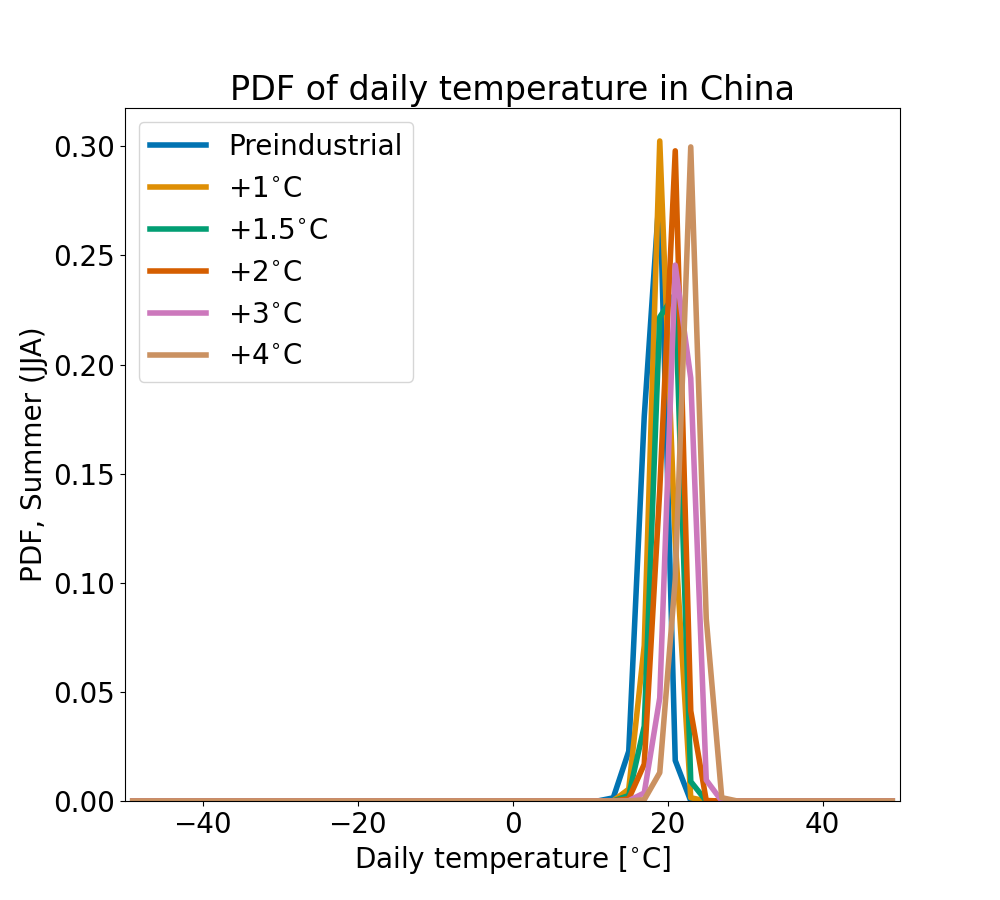 PDF of daily temperature in China
PDF, Summer (JJA)
0.30
0.25
0.20
0.15
0.10
0.05
0.00
Preindustrial
+1°C
+1.5°C
+2°C
+3°C
+4°C
−40
−20
0
20
40
Daily temperature [°C]